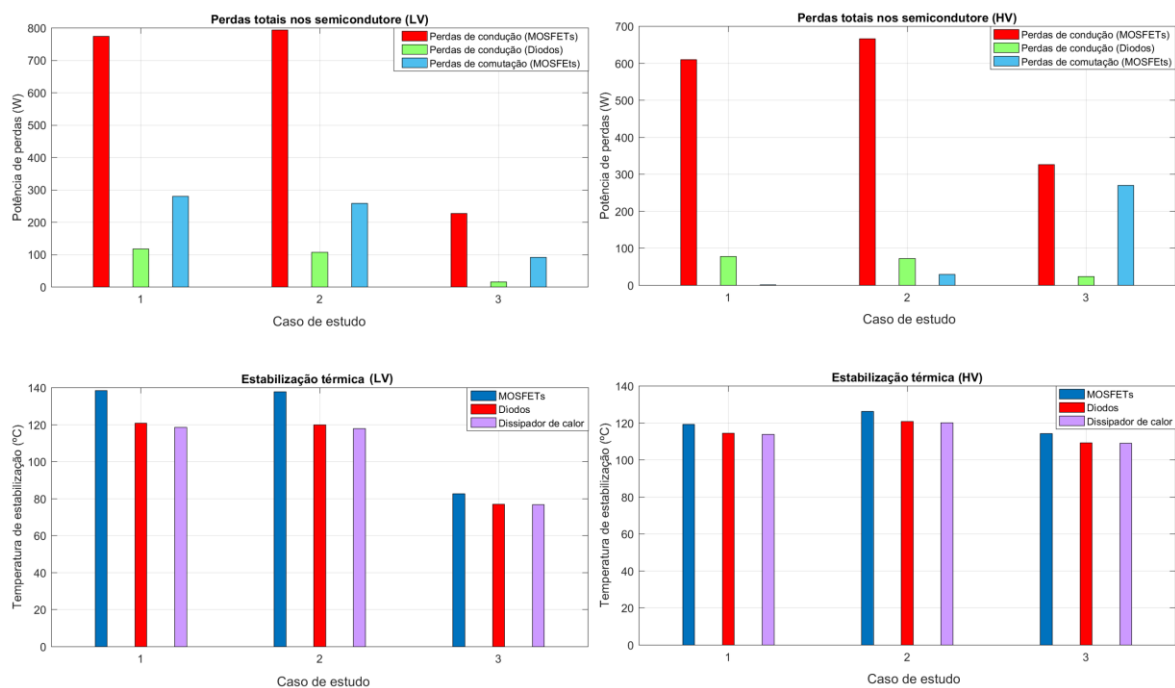 Perdas totais nos semicondutore (LV)
800
700
600
500
400
300
200
100
0
Potência de perdas (W)
Perdas de condução (MOSFETs)
Perdas de condução (Diodos)
Perdas de comutação (MOSFEts)
1
2
3
Caso de estudo
Perdas totais nos semicondutore (HV)
700
600
500
400
300
200
100
0
Potência de perdas (W)
Perdas de condução (MOSFETs)
Perdas de condução (Diodos)
Perdas de comutação (MOSFEts)
1
2
3
Caso de estudo
Estabilização térmica (LV)
140
120
100
80
60
40
20
0
Temperatura de estabilização (ºC)
MOSFETs
Diodos
Dissipador de calor
1
2
3
Caso de estudo
Estabilização térmica (HV)
140
120
100
80
60
40
20
0
Temperatura de estabilização (ºC)
MOSFETs
Diodos
Dissipador de calor
1
2
3
Caso de estudo